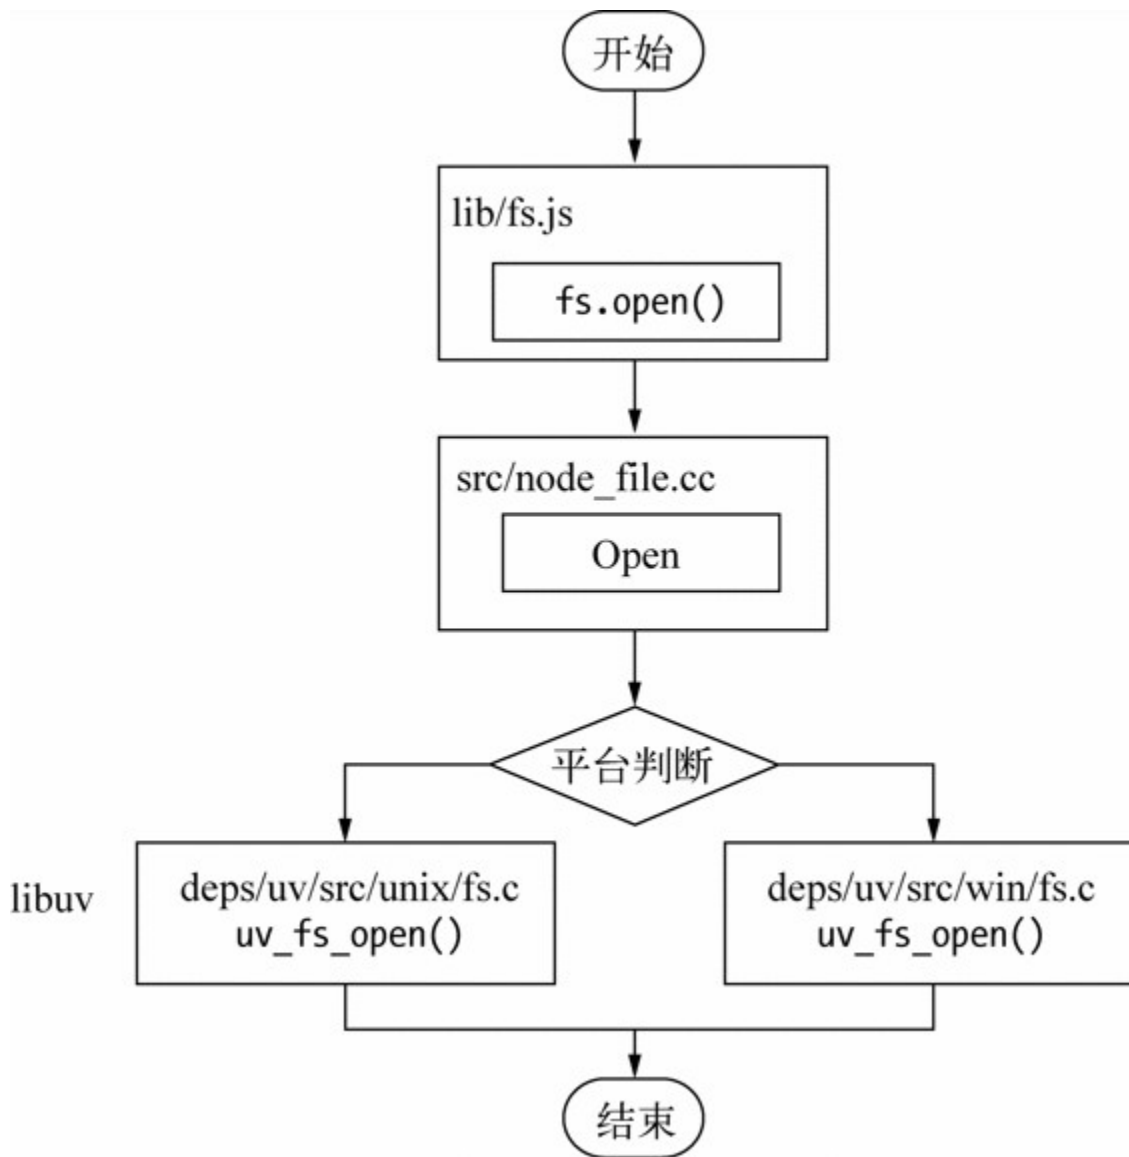 开始
lib/fs.js
fs.open()
src/node_file.cc
Open
平台判断
libuv
deps/uv/src/unix/fs.c
uv_fs_open()
deps/uv/src/win/fs.c
uv_fs_open()
结束